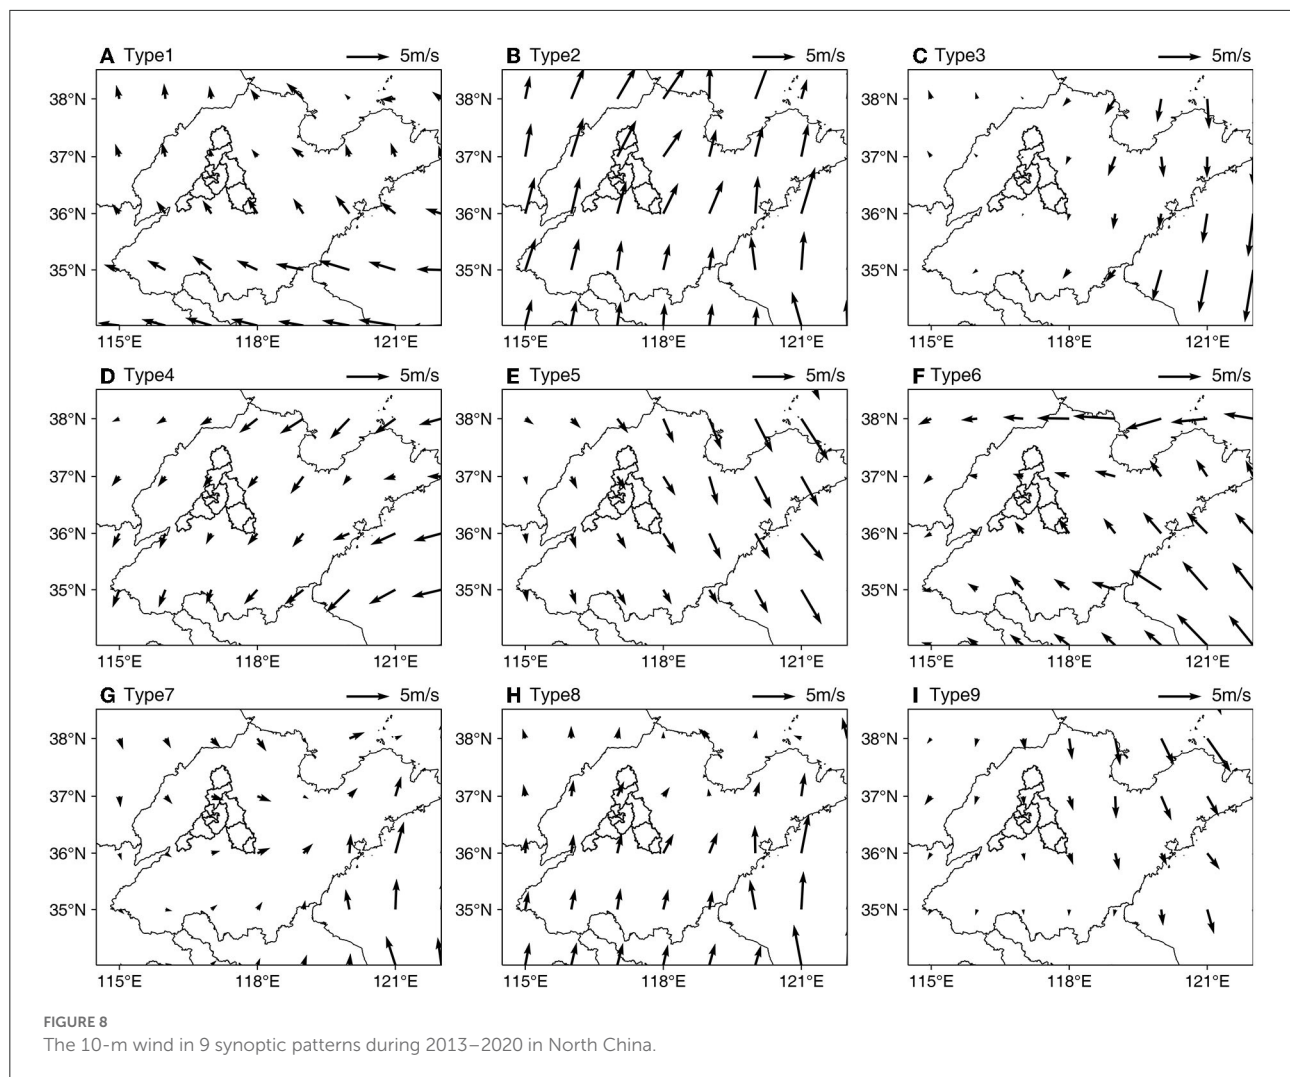 A Type1 5m/s B Type2 5m/s C Type3 5m/s
38°N 38°N 38°N
37°N 37°N 37°N
36°N 36°N 36°N
35°N 35°N 35°N
115°E 118°E 121°E 115°E 118°E 121°E 115°E 118°E 121°E
D Type4 5m/s E Type5 5m/s F Type6 5m/s
38°N 38°N 38°N
37°N 37°N 37°N
36°N 36°N 36°N
35°N 35°N 35°N
115°E 118°E 121°E 115°E 118°E 121°E 115°E 118°E 121°E
G Type7 5m/s H Type8 5m/s I Type9 5m/s
38°N 38°N 38°N
37°N 37°N 37°N
36°N 36°N 36°N
35°N 35°N 35°N
115°E 118°E 121°E 115°E 118°E 121°E 115°E 118°E 121°E
FIGURE 8
The 10-m wind in 9 synoptic patterns during 2013–2020 in North China.